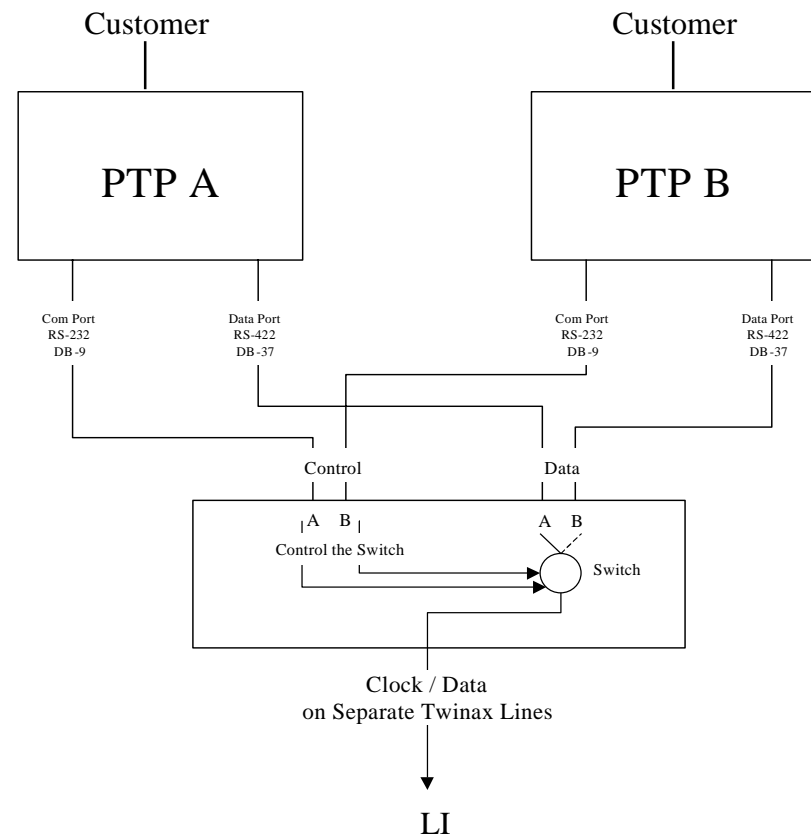 Customer
Customer
PTP A
PTP B
Com Port
RS-232
DB-9
Data Port
RS-422
DB-37
Com Port
RS-232
DB-9
Data Port
RS-422
DB-37
Control
Data
A B
A B
Control the Switch
Switch
Clock / Data
on Separate Twinax Lines
LI